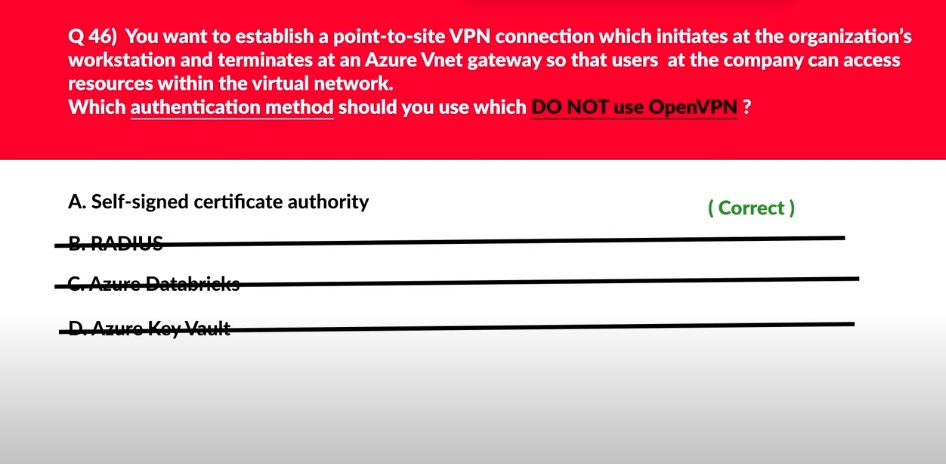 Q 46) You want to establish a point-to-site VPN connection which initiates at the organization's
workstation and terminates at an Azure Vnet gateway so that users at the company can access
resources within the virtual network.
Which authentication method should you use which DO NOT use OpenVPN ?
A. Self-signed certificate authority
( Correct )
B. RADIUS
C. Azure Databricks
D. Azure Key Vault